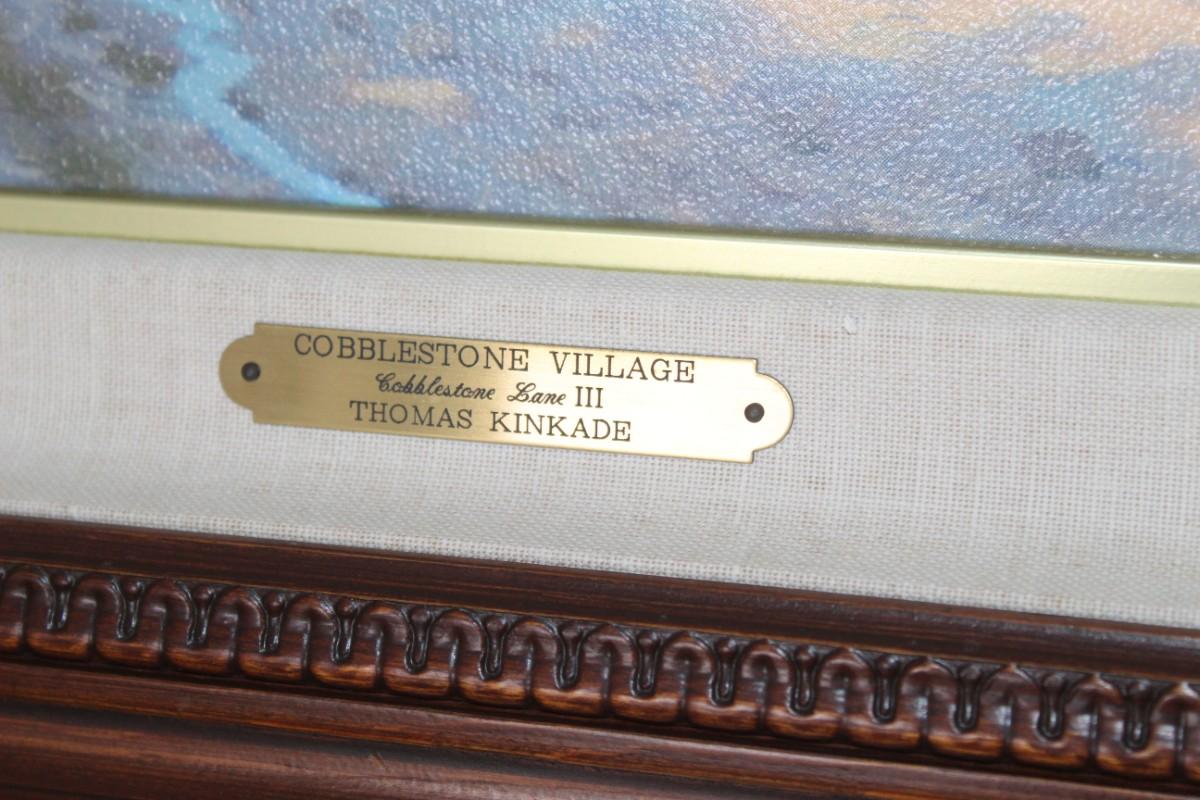 COBBLESTONE VILLAGE
Cobblestone Lane III
THOMAS KINKADE